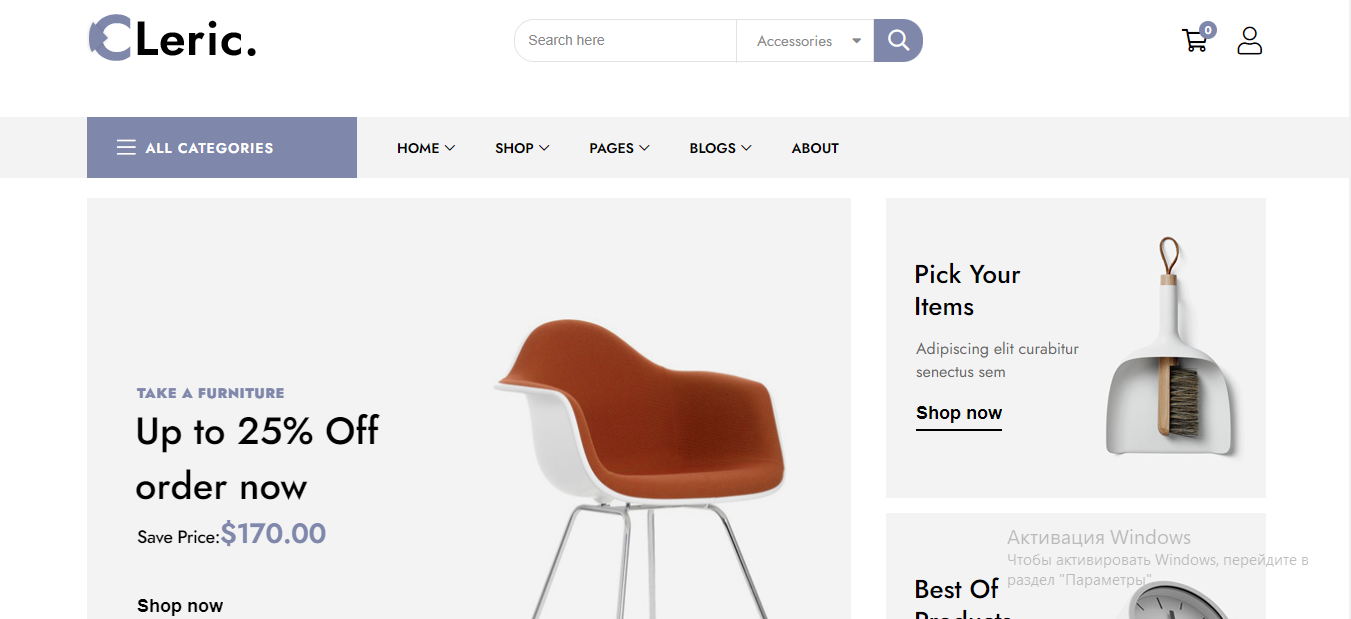 CLeric.
Search here
Accessories
0
ALL CATEGORIES
HOME
SHOP
PAGES
BLOGS
ABOUT
TAKE A FURNITURE
Up to 25% Off
order now
Save Price:$170.00
Shop now
Pick Your
Items
Adipiscing elit curabitur
senectus sem
Shop now
Best Of
Products
Активация Windows
Чтобы активировать Windows, перейдите в
раздел "Параметры".